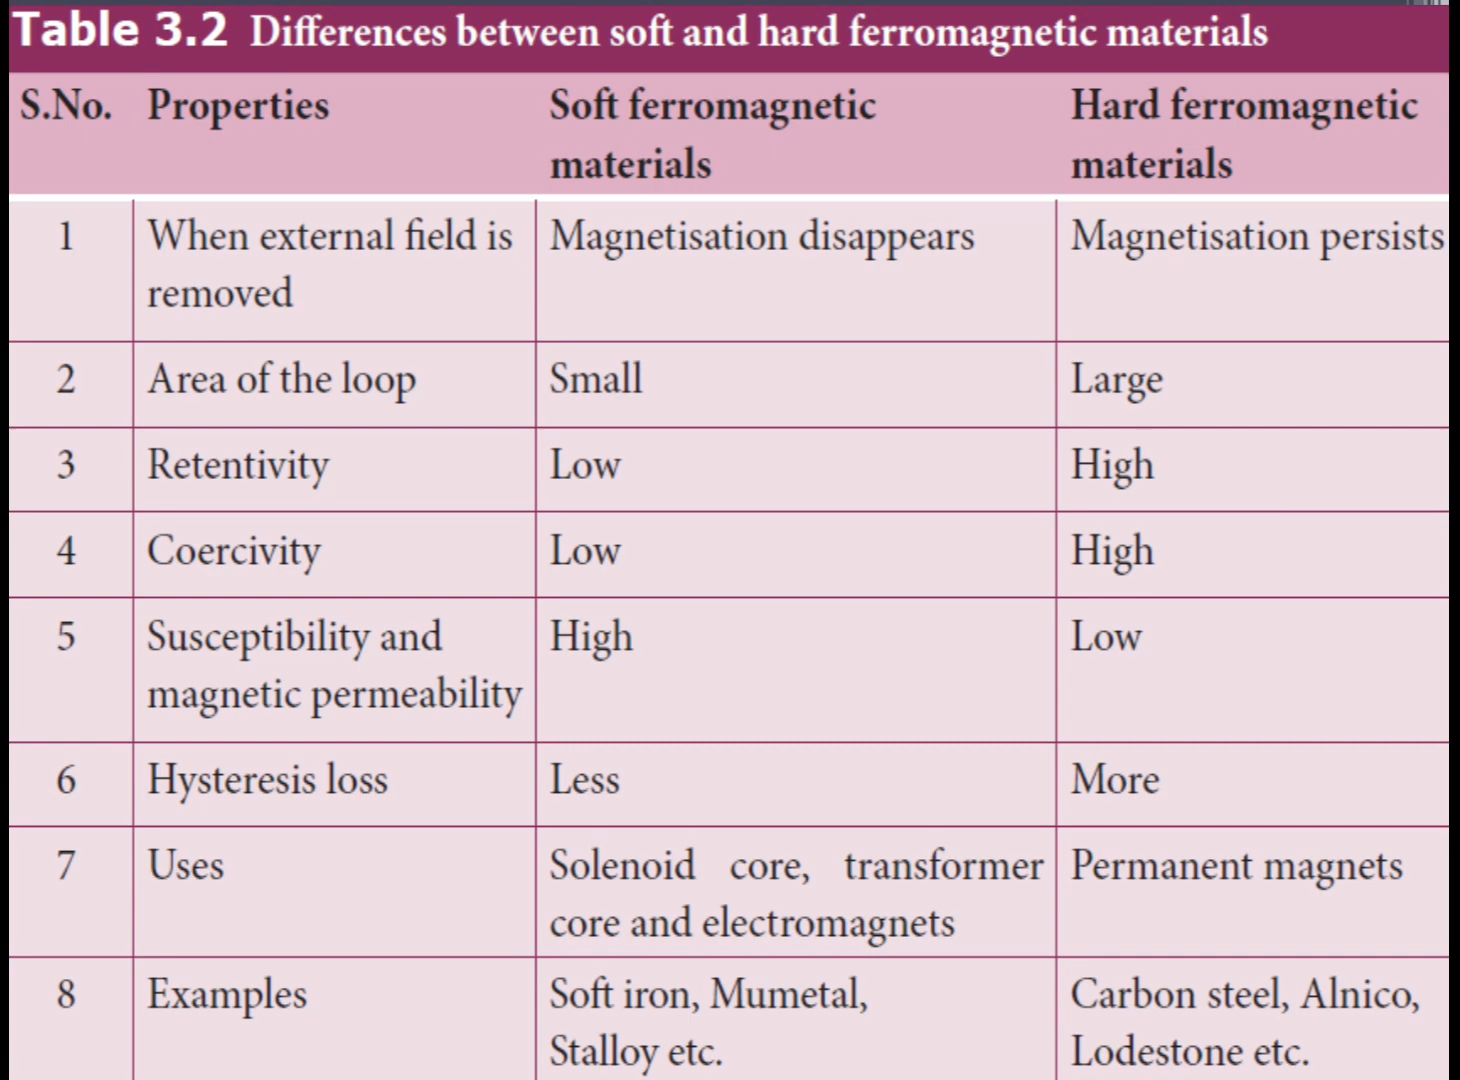 Table 3.2 Differences between soft and hard ferromagnetic materials
S.No. Properties Soft ferromagnetic materials Hard ferromagnetic materials
1 When external field is removed Magnetisation disappears Magnetisation persists
2 Area of the loop Small Large
3 Retentivity Low High
4 Coercivity Low High
5 Susceptibility and magnetic permeability High Low
6 Hysteresis loss Less More
7 Uses Solenoid core, transformer core and electromagnets Permanent magnets
8 Examples Soft iron, Mumetal, Stalloy etc. Carbon steel, Alnico, Lodestone etc.